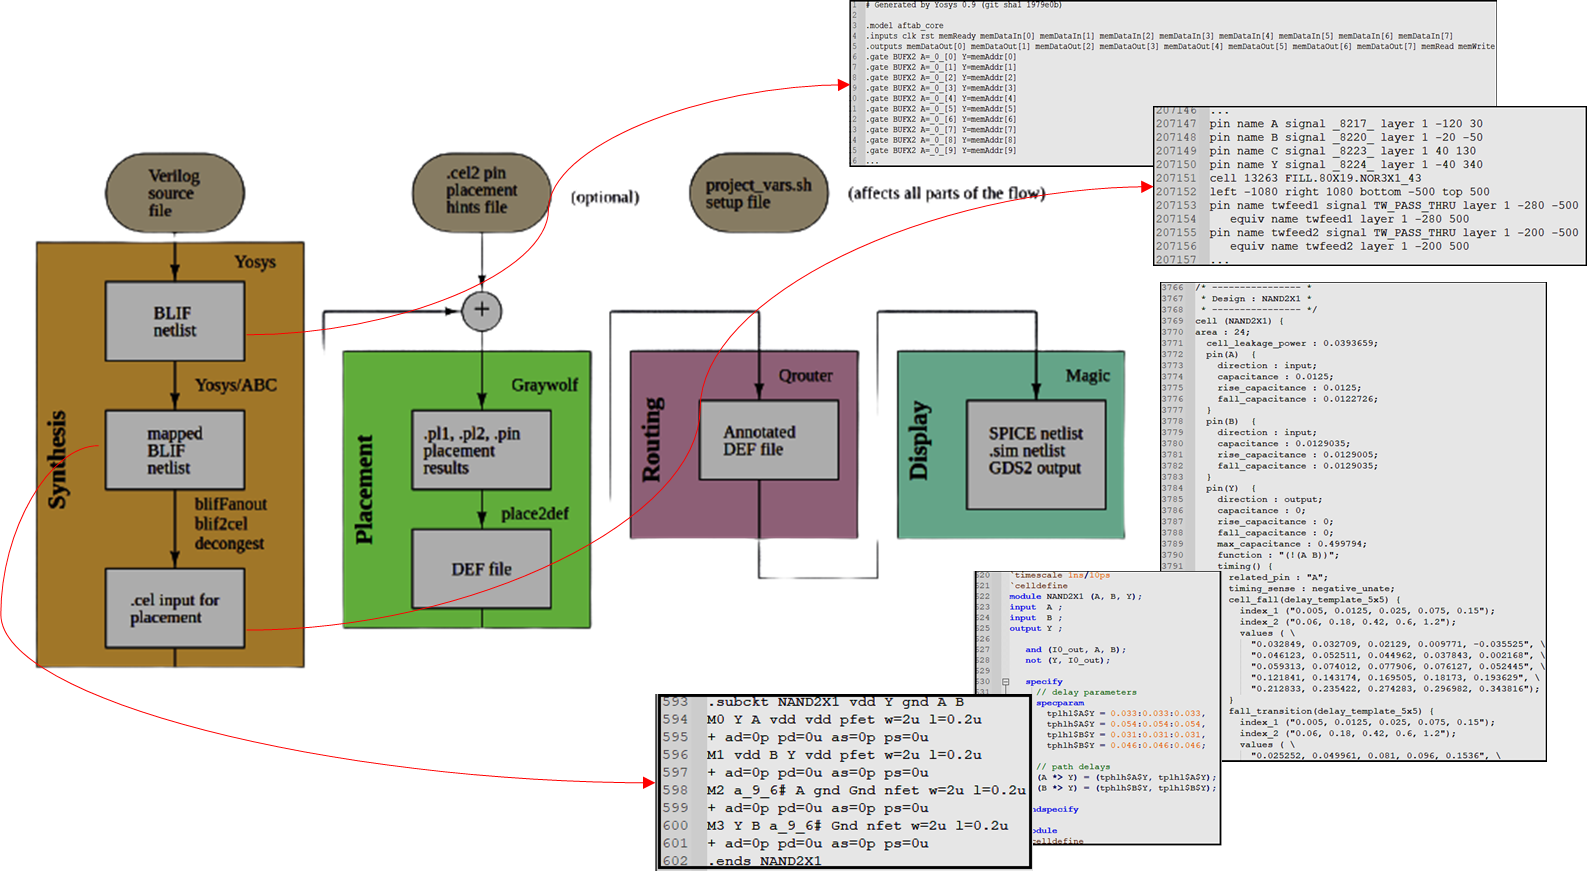 1 # Generated by Yosys 0.9 (git sha1 1979e0b)
2
3 .model aftab_core
4 .inputs clk rst memReady memDataIn[0] memDataIn[1] memDataIn[2] memDataIn[3] memDataIn[4] memDataIn[5] memDataIn[6] memDataIn[7]
5 .outputs memDataOut[0] memDataOut[1] memDataOut[2] memDataOut[3] memDataOut[4] memDataOut[5] memDataOut[6] memDataOut[7] memRead memWrite
6 .gate BUFX2 A=_0_[0] Y=memAddr[0]
7 .gate BUFX2 A=_0_[1] Y=memAddr[1]
8 .gate BUFX2 A=_0_[2] Y=memAddr[2]
9 .gate BUFX2 A=_0_[3] Y=memAddr[3]
0 .gate BUFX2 A=_0_[4] Y=memAddr[4]
1 .gate BUFX2 A=_0_[5] Y=memAddr[5]
2 .gate BUFX2 A=_0_[6] Y=memAddr[6]
3 .gate BUFX2 A=_0_[7] Y=memAddr[7]
4 .gate BUFX2 A=_0_[8] Y=memAddr[8]
5 .gate BUFX2 A=_0_[9] Y=memAddr[9]
6 ...
207146 ...
207147 pin name A signal _8217_ layer 1 -120 30
207148 pin name B signal _8220_ layer 1 -20 -50
207149 pin name C signal _8223_ layer 1 40 130
207150 pin name Y signal _8224_ layer 1 -40 340
207151 cell 13263 FILL.80X19.NOR3X1_43
207152 left -1080 right 1080 bottom -500 top 500
207153 pin name twfeed1 signal TW_PASS_THRU layer 1 -280 -500
207154 equiv name twfeed1 layer 1 -280 500
207155 pin name twfeed2 signal TW_PASS_THRU layer 1 -200 -500
207156 equiv name twfeed2 layer 1 -200 500
207157 ...
Verilog
source
file
.cel2 pin
placement
hints file
(optional)
project_vars.sh
setup file
(affects all parts of the flow)
Synthesis
Yosys
BLIF
netlist
Yosys/ABC
mapped
BLIF
netlist
blifFanout
blif2cel
decongest
.cel input for
placement
+
Placement
Graywolf
.pl1, .pl2, .pin
placement
results
place2def
DEF file
Routing
Qrouter
Annotated
DEF file
Display
Magic
SPICE netlist
.sim netlist
GDS2 output
3766 /* ---------------- *
3767 * Design : NAND2X1 *
3768 * ---------------- */
3769 cell (NAND2X1) {
3770 area : 24;
3771 cell_leakage_power : 0.0393659;
3772 pin(A) {
3773 direction : input;
3774 capacitance : 0.0125;
3775 rise_capacitance : 0.0125;
3776 fall_capacitance : 0.0122726;
3777 }
3778 pin(B) {
3779 direction : input;
3780 capacitance : 0.0129035;
3781 rise_capacitance : 0.0129005;
3782 fall_capacitance : 0.0129035;
3783 }
3784 pin(Y) {
3785 direction : output;
3786 capacitance : 0;
3787 rise_capacitance : 0;
3788 fall_capacitance : 0;
3789 max_capacitance : 0.499794;
3790 function : "(!(A B))";
3791 timing() {
related_pin : "A";
timing_sense : negative_unate;
cell_fall(delay_template_5x5) {
index_1 ("0.005, 0.0125, 0.025, 0.075, 0.15");
index_2 ("0.06, 0.18, 0.42, 0.6, 1.2");
values ( \
"0.032849, 0.032709, 0.02129, 0.009771, -0.035525", \
"0.046123, 0.052511, 0.044962, 0.037843, 0.002168", \
"0.059313, 0.074012, 0.077906, 0.076127, 0.052445", \
"0.121841, 0.143174, 0.169505, 0.18173, 0.193629", \
"0.212833, 0.235422, 0.274283, 0.296982, 0.343816");
}
fall_transition(delay_template_5x5) {
index_1 ("0.005, 0.0125, 0.025, 0.075, 0.15");
index_2 ("0.06, 0.18, 0.42, 0.6, 1.2");
values ( \
"0.025252, 0.049961, 0.081, 0.096, 0.1536", \
520 `timescale 1ns/10ps
521 `celldefine
522 module NAND2X1 (A, B, Y);
523 input A ;
524 input B ;
525 output Y ;
526
527 and (I0_out, A, B);
528 not (Y, I0_out);
529
530 specify
531 // delay parameters
specparam
tplhl$A$Y = 0.033:0.033:0.033,
tphlh$A$Y = 0.054:0.054:0.054,
tplhl$B$Y = 0.031:0.031:0.031,
tphlh$B$Y = 0.046:0.046:0.046;
// path delays
(A *> Y) = (tphlh$A$Y, tplhl$A$Y);
(B *> Y) = (tphlh$B$Y, tplhl$B$Y);
ndspecify
dule
celldefine
593 .subckt NAND2X1 vdd Y gnd A B
594 M0 Y A vdd vdd pfet w=2u l=0.2u
595 + ad=0p pd=0u as=0p ps=0u
596 M1 vdd B Y vdd pfet w=2u l=0.2u
597 + ad=0p pd=0u as=0p ps=0u
598 M2 a_9_6# A gnd Gnd nfet w=2u l=0.2u
599 + ad=0p pd=0u as=0p ps=0u
600 M3 Y B a_9_6# Gnd nfet w=2u l=0.2u
601 + ad=0p pd=0u as=0p ps=0u
602 .ends NAND2X1